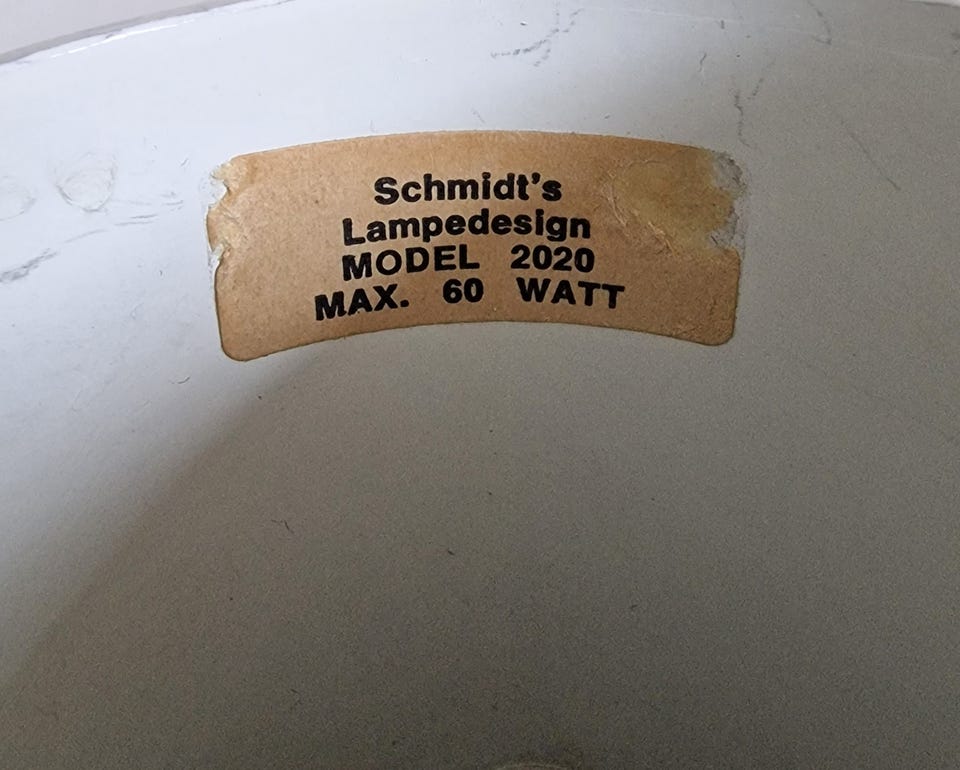 Schmidt's
Lampedesign
MODEL 2020
MAX. 60 WATT